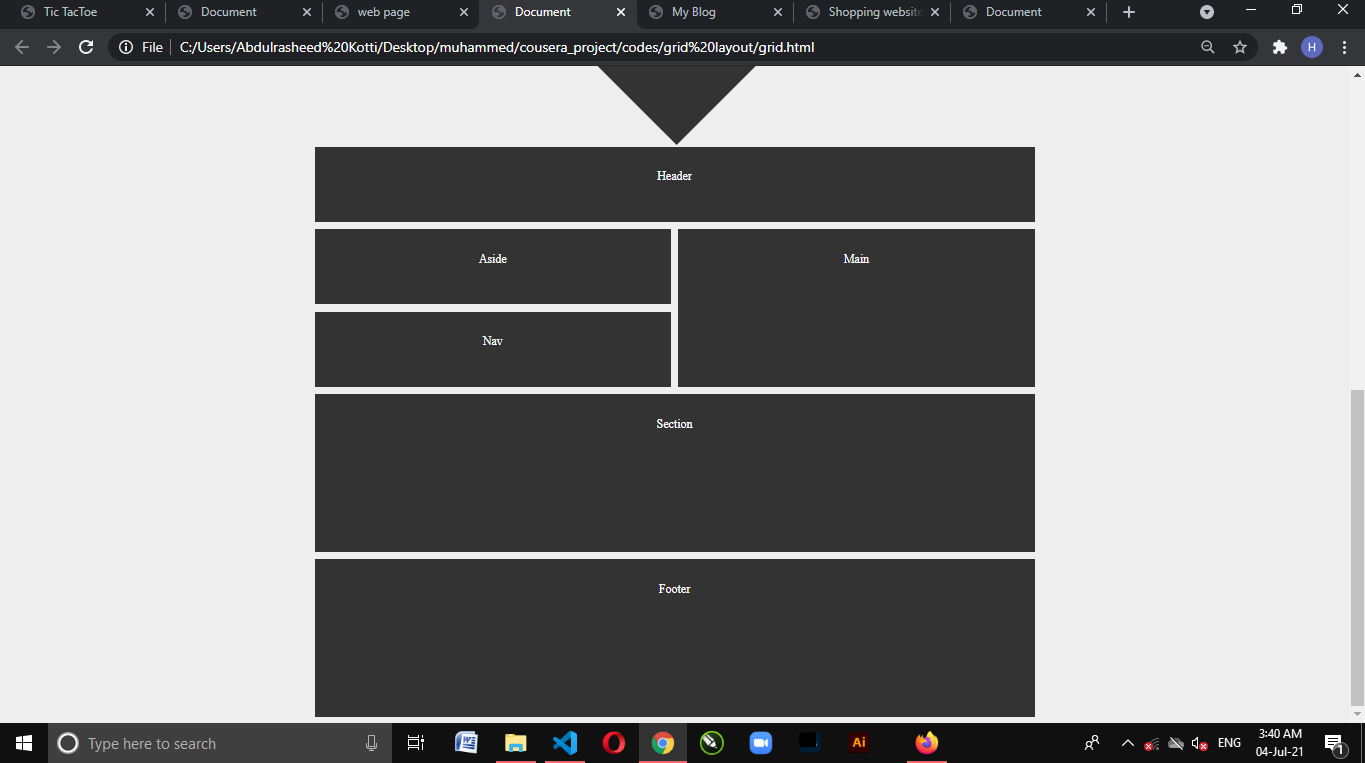 Tic TacToe
Document
web page
Document
My Blog
Shopping website
Document
File
C:/Users/Abdulrasheed%20Kotti/Desktop/muhammed/cousera_project/codes/grid%20layout/grid.html
H
Header
Aside
Main
Nav
Section
Footer
Type here to search
W
Ai
ENG
3:40 AM
04-Jul-21
1